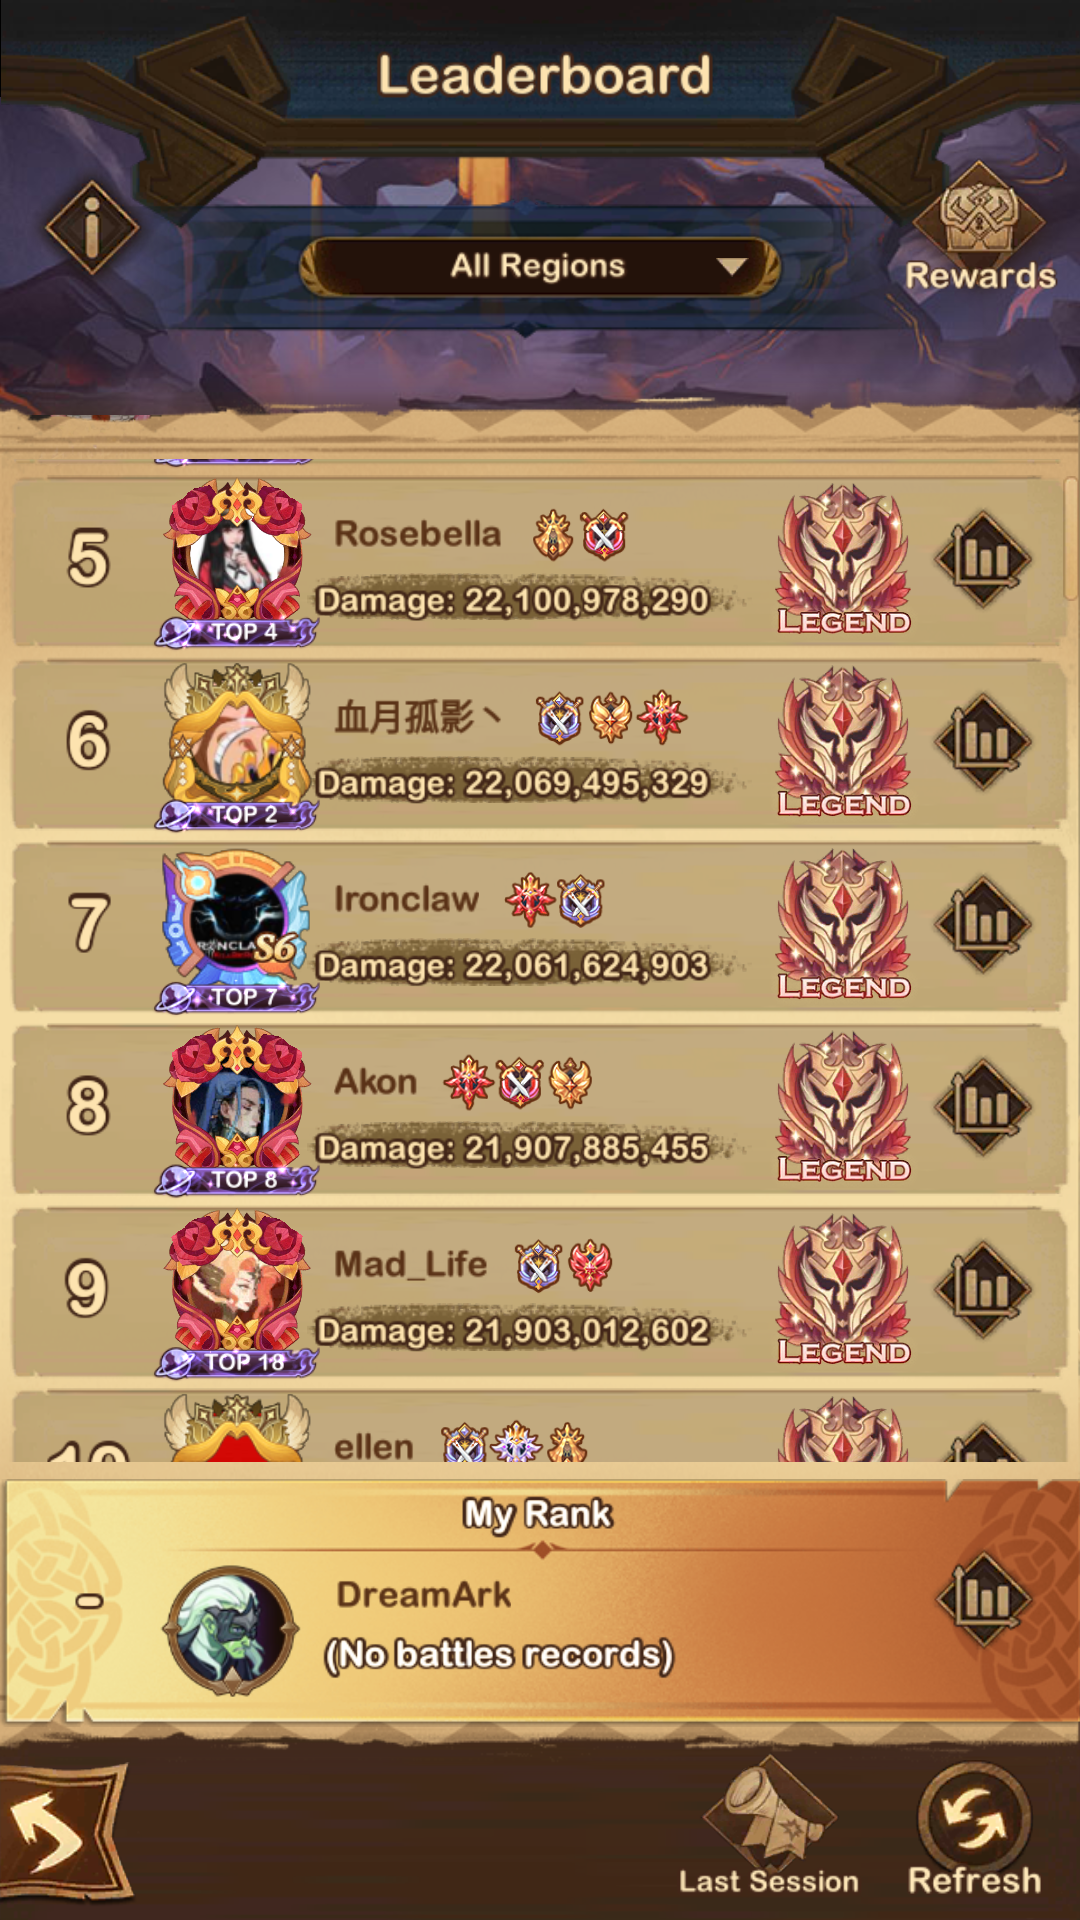 Leaderboard
All Regions
Rewards
5
Rosebella
Damage: 22,100,978,290
TOP 4
LEGEND
6
血月孤影丶
Damage: 22,069,495,329
TOP 2
LEGEND
7
Ironclaw
S6
Damage: 22,061,624,903
TOP 7
LEGEND
8
Akon
Damage: 21,907,885,455
TOP 8
LEGEND
9
Mad_Life
Damage: 21,903,012,602
TOP 18
LEGEND
10
ellen
My Rank
-
DreamArk
(No battles records)
Last Session
Refresh